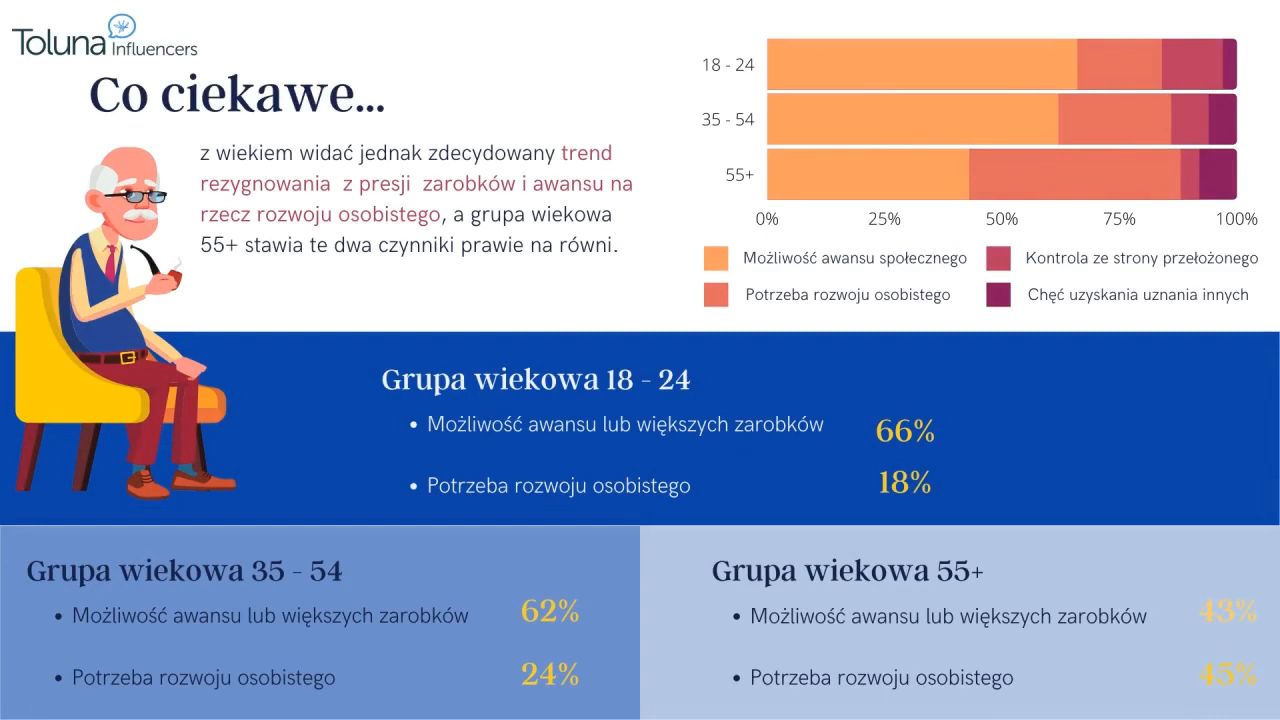 Toluna Influencers
Co ciekawe...
z wiekiem widać jednak zdecydowany trend
rezygnowania z presji zarobków i awansu na
rzecz rozwoju osobistego, a grupa wiekowa
55+ stawia te dwa czynniki prawie na równi.
18 - 24
35 - 54
55+
0% 25% 50% 75% 100%
Możliwość awansu społecznego
Kontrola ze strony przełożonego
Potrzeba rozwoju osobistego
Chęć uzyskania uznania innych
Grupa wiekowa 18 - 24
• Możliwość awansu lub większych zarobków 66%
• Potrzeba rozwoju osobistego 18%
Grupa wiekowa 35 - 54
• Możliwość awansu lub większych zarobków 62%
• Potrzeba rozwoju osobistego 24%
Grupa wiekowa 55+
• Możliwość awansu lub większych zarobków 43%
• Potrzeba rozwoju osobistego 45%